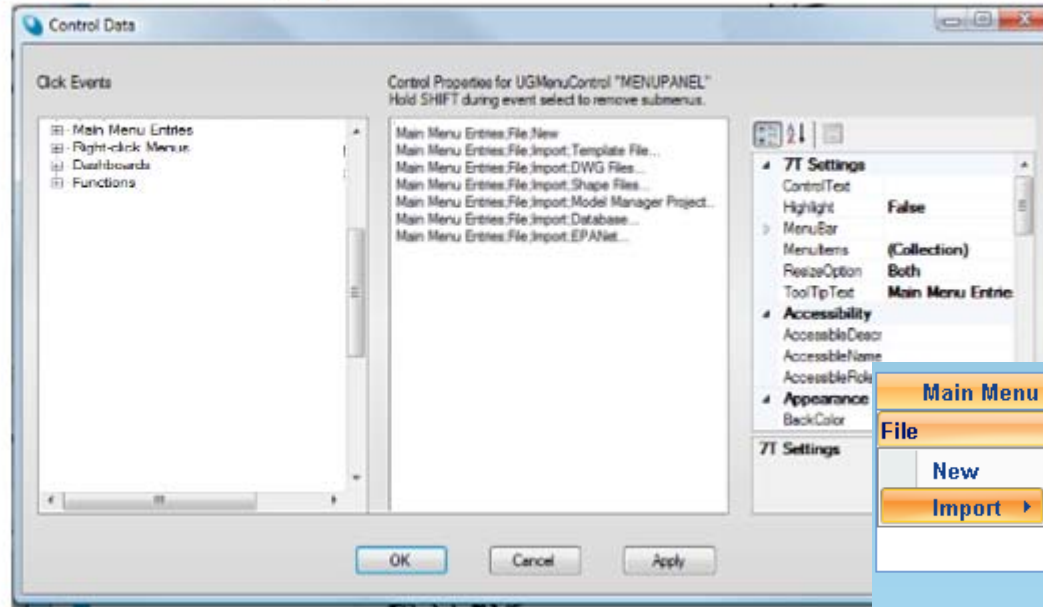 Control Data
Click Events
Control Properties for UGMenuControl "MENUPANEL"
Hold SHIFT during event select to remove submenus.
Main Menu Entries
Right-click Menus
Dashboards
Functions
Main Menu Entries;File;New
Main Menu Entries;File;Import;Template File...
Main Menu Entries;File;Import;DWG Files...
Main Menu Entries;File;Import;Shape Files...
Main Menu Entries;File;Import;Model Manager Project...
Main Menu Entries;File;Import;Database...
Main Menu Entries;File;Import;EPANet...
7T Settings
ControlText
Highlight False
MenuBar
MenuItems (Collection)
ResizeOption Both
ToolTipText Main Menu Entrie
Accessibility
AccessibleDescr
AccessibleName
AccessibleRole
Appearance
BackColor
7T Settings
Main Menu
File
New
Import
OK Cancel Apply